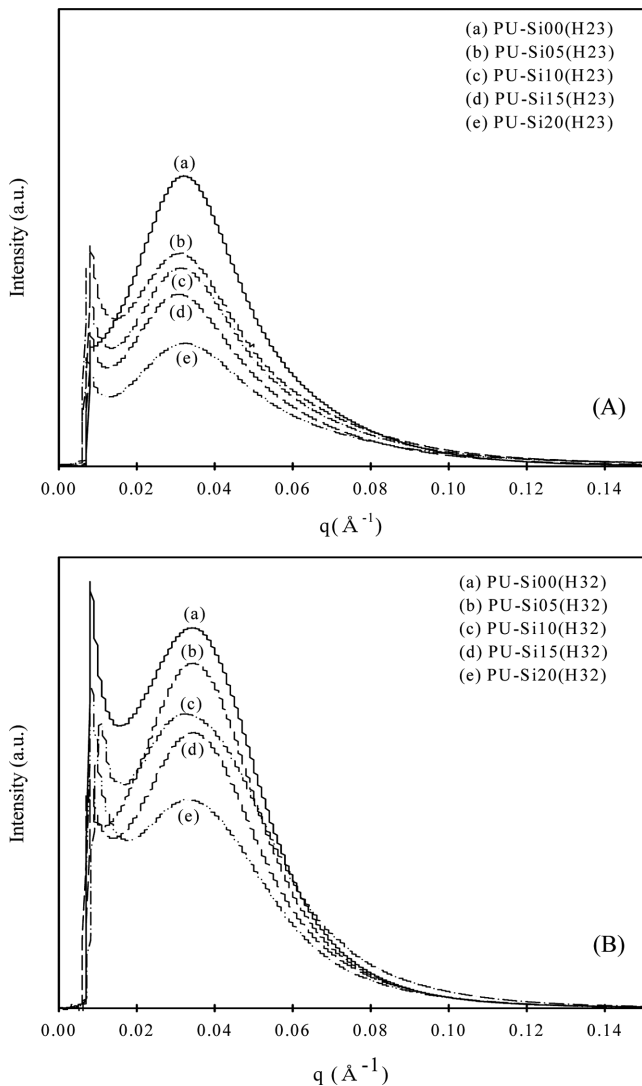 (a) PU-Si00(H23)
(b) PU-Si05(H23)
(c) PU-Si10(H23)
(d) PU-Si15(H23)
(e) PU-Si20(H23)
Intensity (a.u.)
(a)
(b)
(c)
(d)
(e)
(A)
0.00 0.02 0.04 0.06 0.08 0.10 0.12 0.14
q(Å⁻¹)
(a) PU-Si00(H32)
(b) PU-Si05(H32)
(c) PU-Si10(H32)
(d) PU-Si15(H32)
(e) PU-Si20(H32)
Intensity (a.u.)
(a)
(b)
(c)
(d)
(e)
(B)
0.00 0.02 0.04 0.06 0.08 0.10 0.12 0.14
q (Å⁻¹)